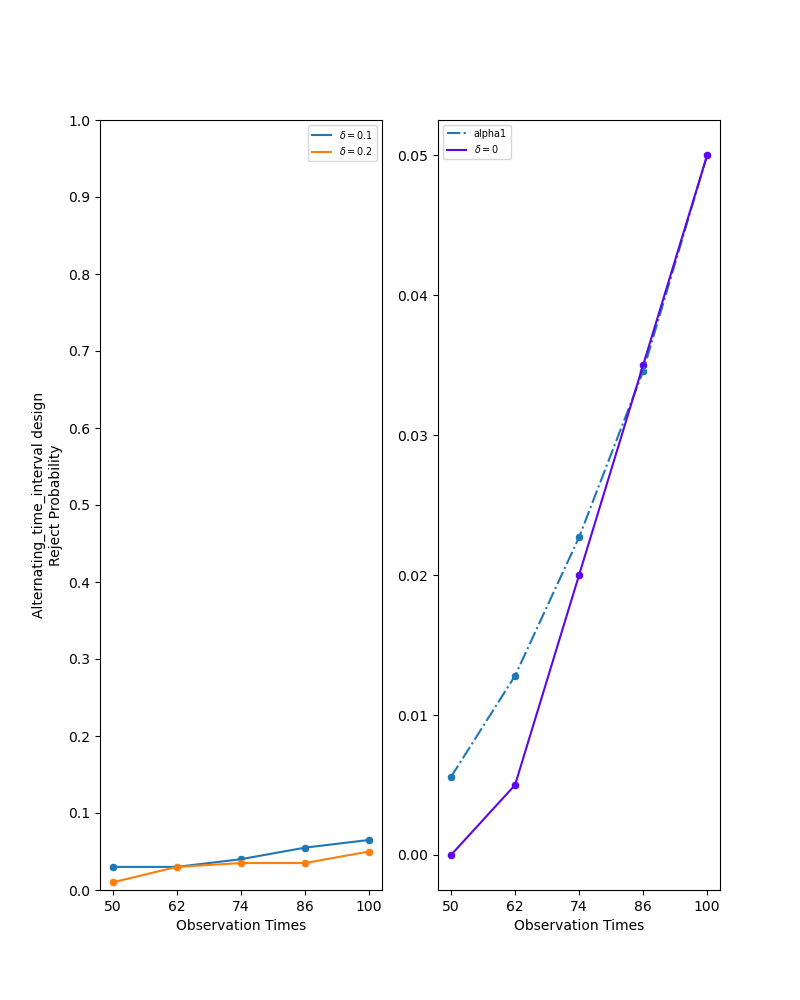 Alternating_time_interval design
Reject Probability
1.0
0.9
0.8
0.7
0.6
0.5
0.4
0.3
0.2
0.1
0.0
δ = 0.1
δ = 0.2
50 62 74 86 100
Observation Times
0.05
0.04
0.03
0.02
0.01
0.00
alpha1
δ = 0
50 62 74 86 100
Observation Times